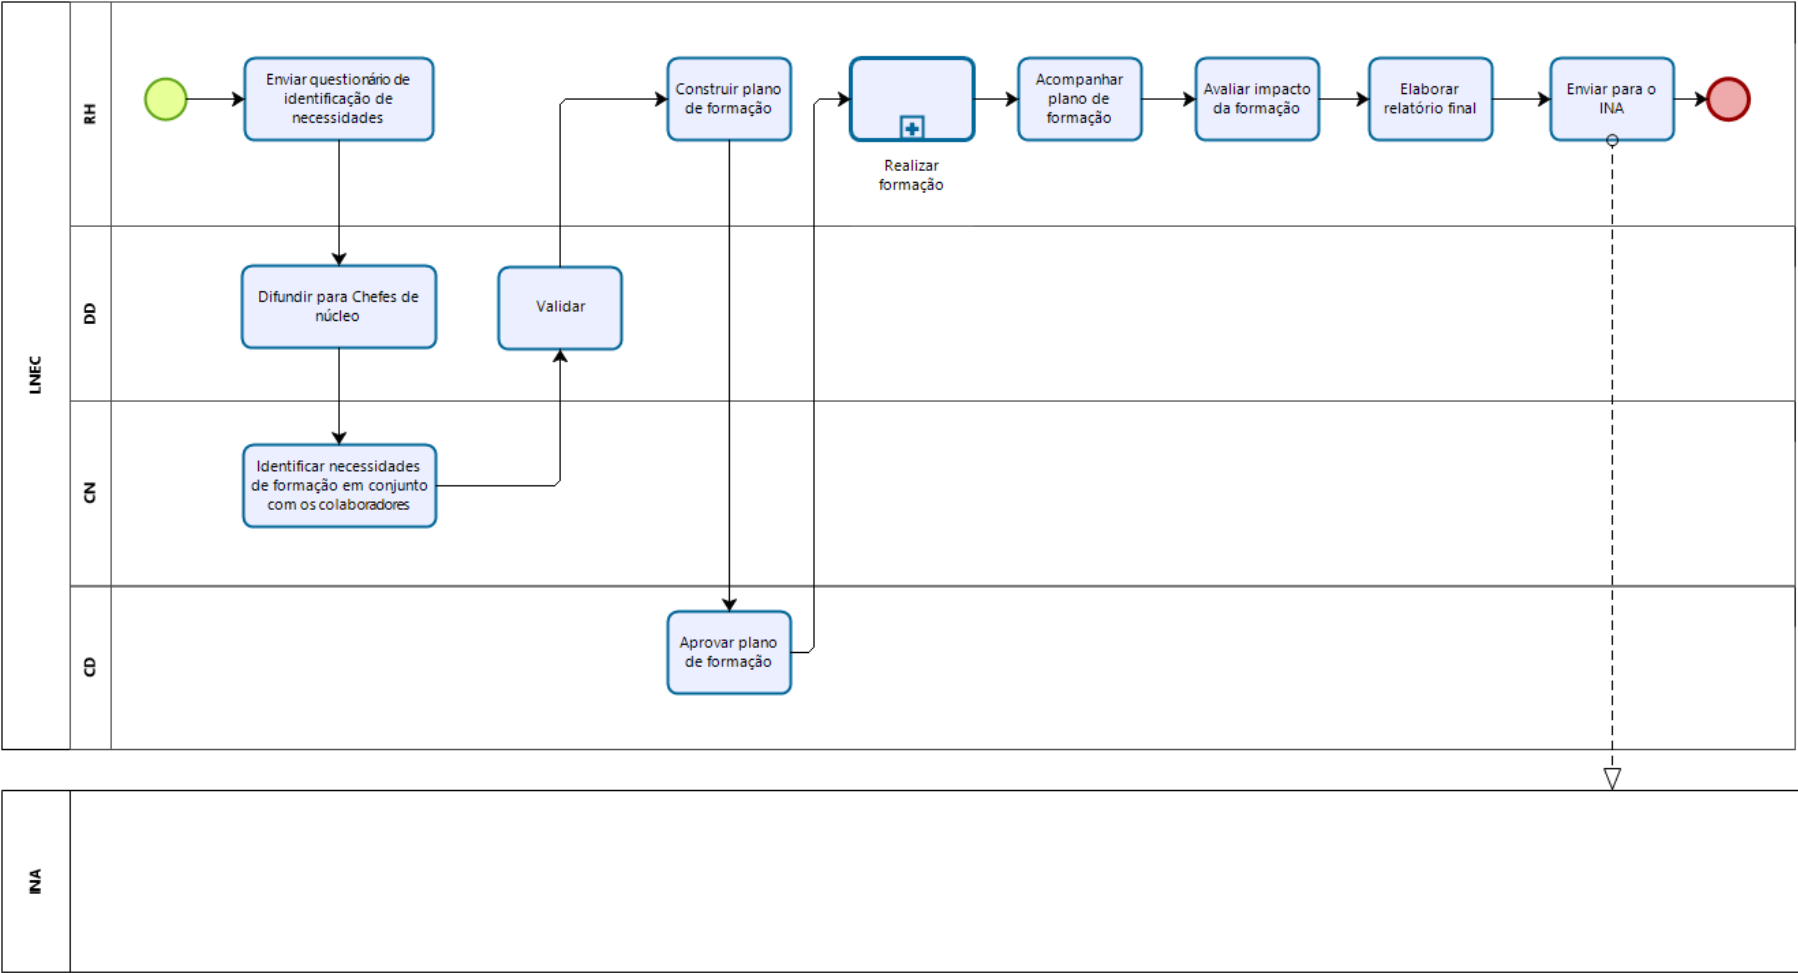 LNEC
RH
Enviar questionário de
identificação de
necessidades
Construir plano
de formação
Realizar
formação
Acompanhar
plano de
formação
Avaliar impacto
da formação
Elaborar
relatório final
Enviar para o
INA
DD
Difundir para Chefes de
núcleo
Validar
CN
Identificar necessidades
de formação em conjunto
com os colaboradores
CD
Aprovar plano
de formação
INA